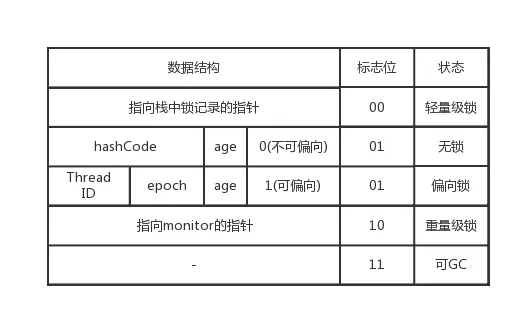 数据结构 标志位 状态
指向栈中锁记录的指针 00 轻量级锁
hashCode age 0(不可偏向) 01 无锁
Thread ID epoch age 1(可偏向) 01 偏向锁
指向monitor的指针 10 重量级锁
- 11 可GC